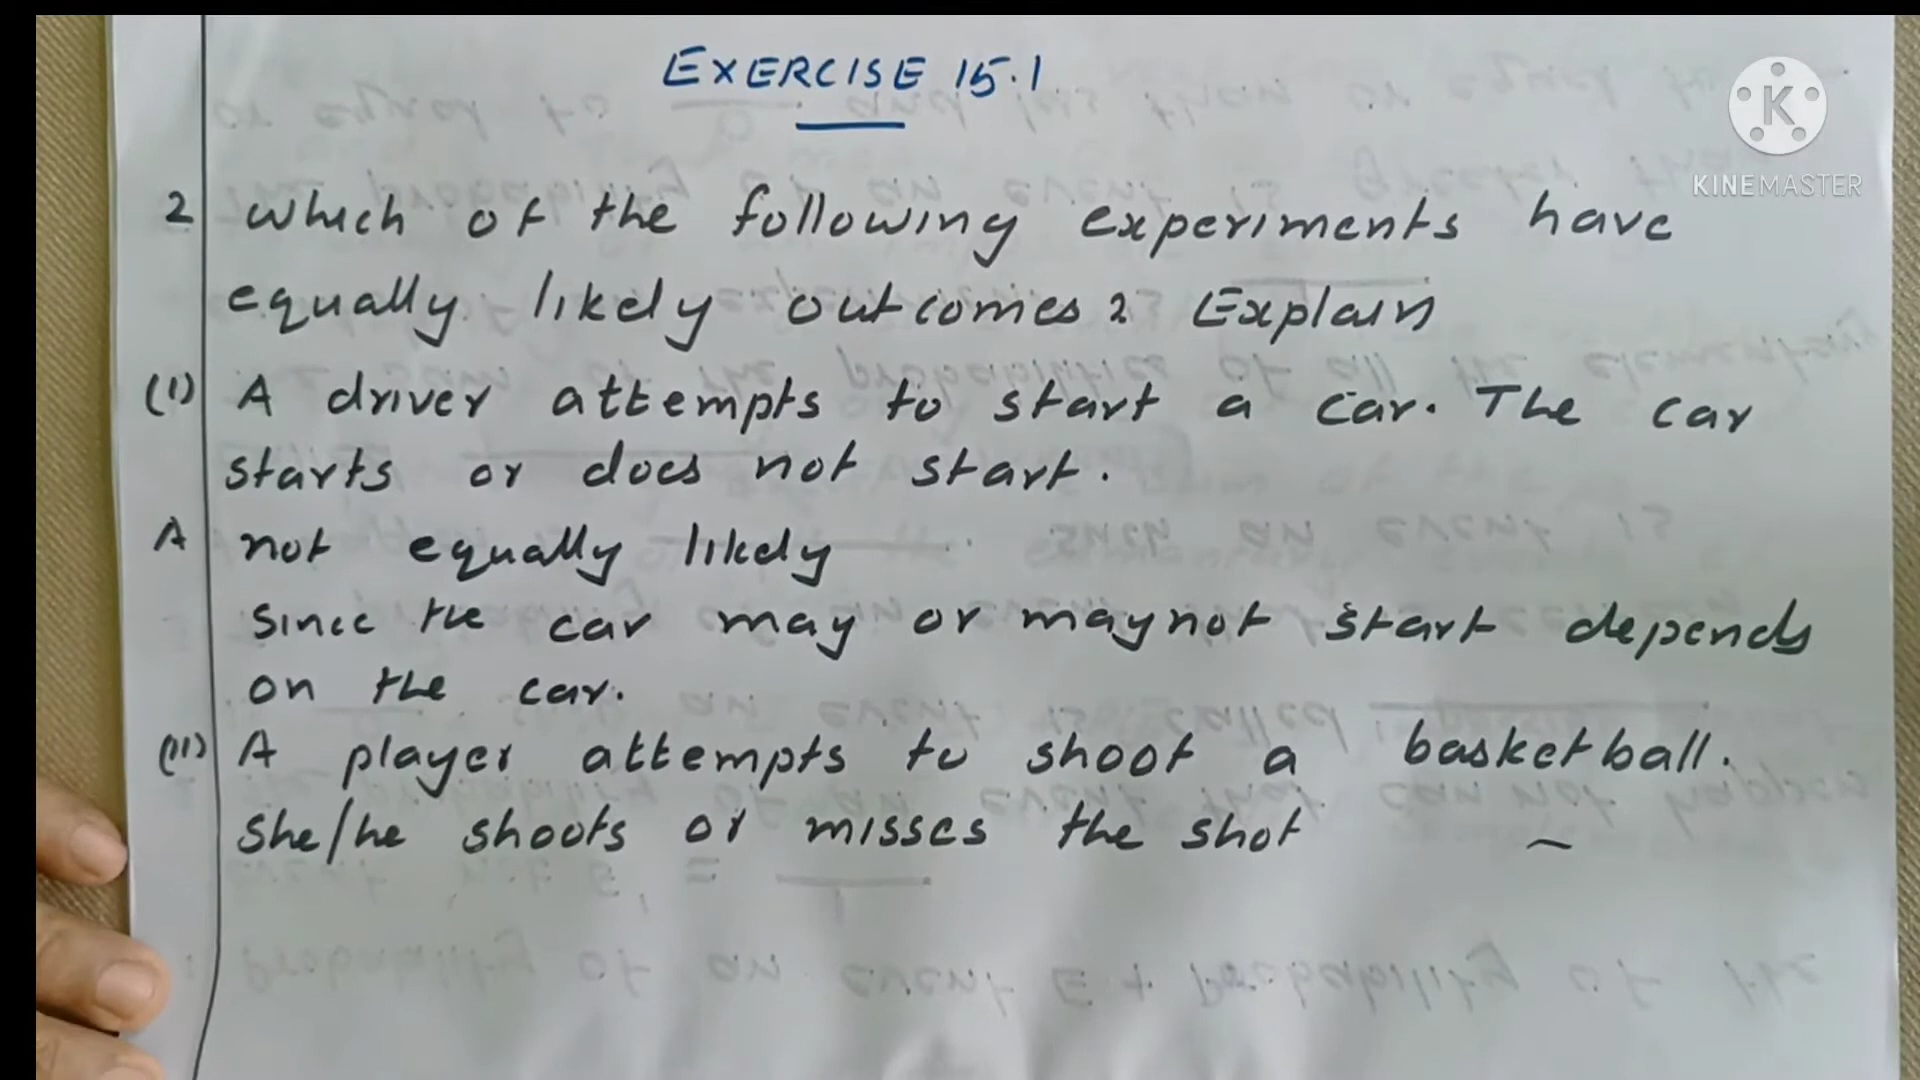 EXERCISE 15.1
KINEMASTER
2 which of the following experiments have
equally likely outcomes? Explain
(i) A driver attempts to start a car. The car
starts or does not start.
A not equally likely
since the car may or maynot start depends
on the car.
(ii) A player attempts to shoot a basketball.
she/he shoots or misses the shot